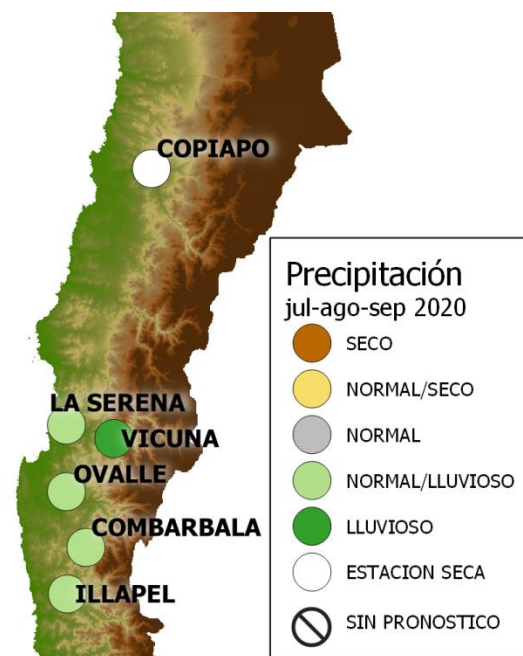 COPIAPO
LA SERENA
VICUNA
OVALLE
COMBARBALA
ILLAPEL
Precipitación
jul-ago-sep 2020
SECO
NORMAL/SECO
NORMAL
NORMAL/LLUVIOSO
LLUVIOSO
ESTACION SECA
SIN PRONOSTICO